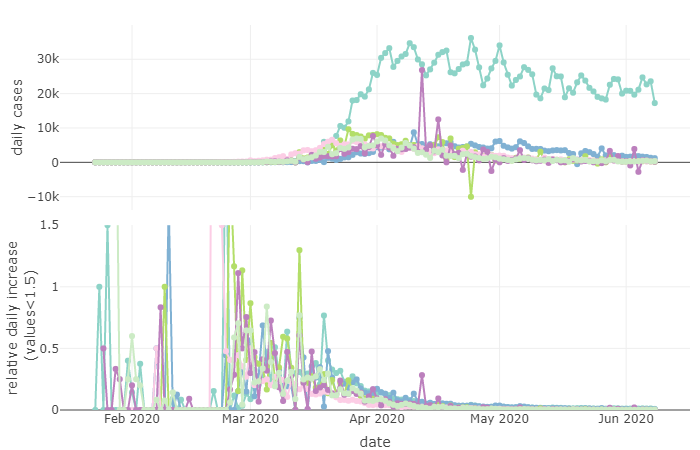 30k
20k
10k
0
−10k
daily cases
1.5
1
0.5
0
relative daily increase
(values<1.5)
Feb 2020 Mar 2020 Apr 2020 May 2020 Jun 2020
date